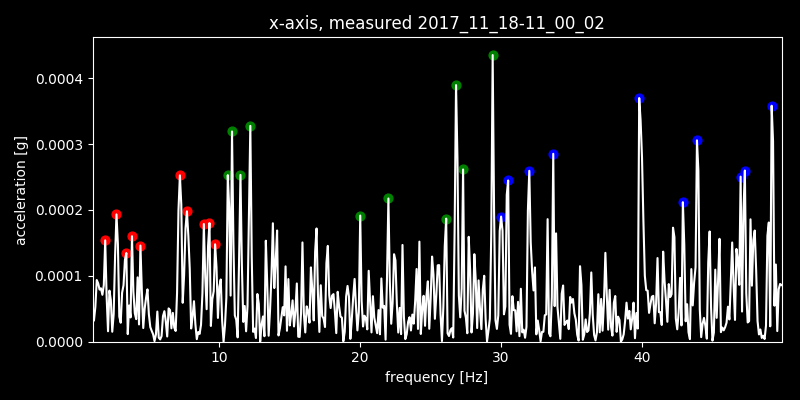 x-axis, measured 2017_11_18-11_00_02
acceleration [g]
0.0004
0.0003
0.0002
0.0001
0.0000
10 20 30 40
frequency [Hz]